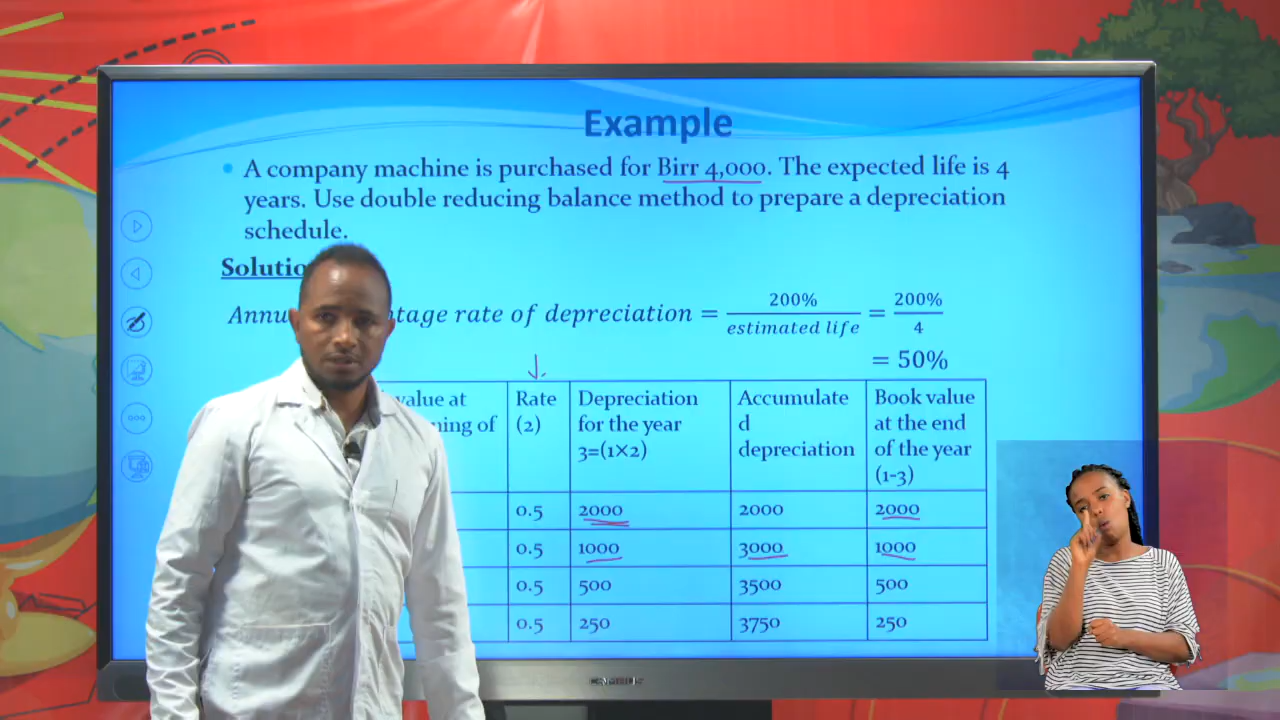 Example
A company machine is purchased for Birr 4,000. The expected life is 4
years. Use double reducing balance method to prepare a depreciation
schedule.
Solutio
Annu tage rate of depreciation = 200% / estimated life = 200% / 4
= 50%
value at Rate Depreciation Accumulate Book value
ning of (2) for the year d at the end
3=(1×2) depreciation of the year
(1-3)
0.5 2000 2000 2000
0.5 1000 3000 1000
0.5 500 3500 500
0.5 250 3750 250